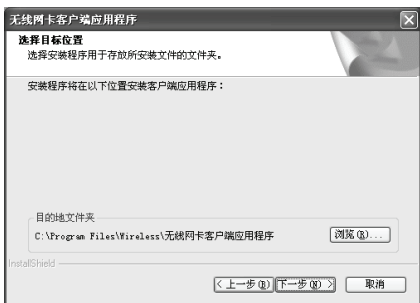 无线网卡客户端应用程序
选择目标位置
选择安装程序用于存放所安装文件的文件夹。
安装程序将在以下位置安装客户端应用程序：
目的地文件夹
C:\Program Files\Wireless\无线网卡客户端应用程序
浏览(R)...
InstallShield
< 上一步(B)
下一步(N) >
取消